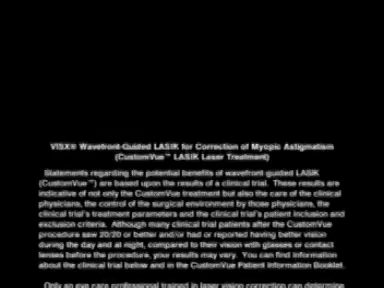 VISX® Wavefront-Guided LASIK for Correction of Myopic Astigmatism
(CustomVue™ LASIK Laser Treatment)
Statements regarding the potential benefits of wavefront-guided LASIK
(CustomVue™) are based upon the results of a clinical trial. These results are
indicative of not only the CustomVue treatment but also the care of the clinical
physicians, the control of the surgical environment by those physicians, the
clinical trial's treatment parameters and the clinical trial's patient inclusion and
exclusion criteria. Although many clinical trial patients after the CustomVue
procedure saw 20/20 or better and/or had or reported having better vision
during the day and at night, compared to their vision with glasses or contact
lenses before the procedure, your results may vary. You can find information
about the clinical trial below and in the CustomVue Patient Information Booklet.
Only an eye care professional trained in laser vision correction can determine